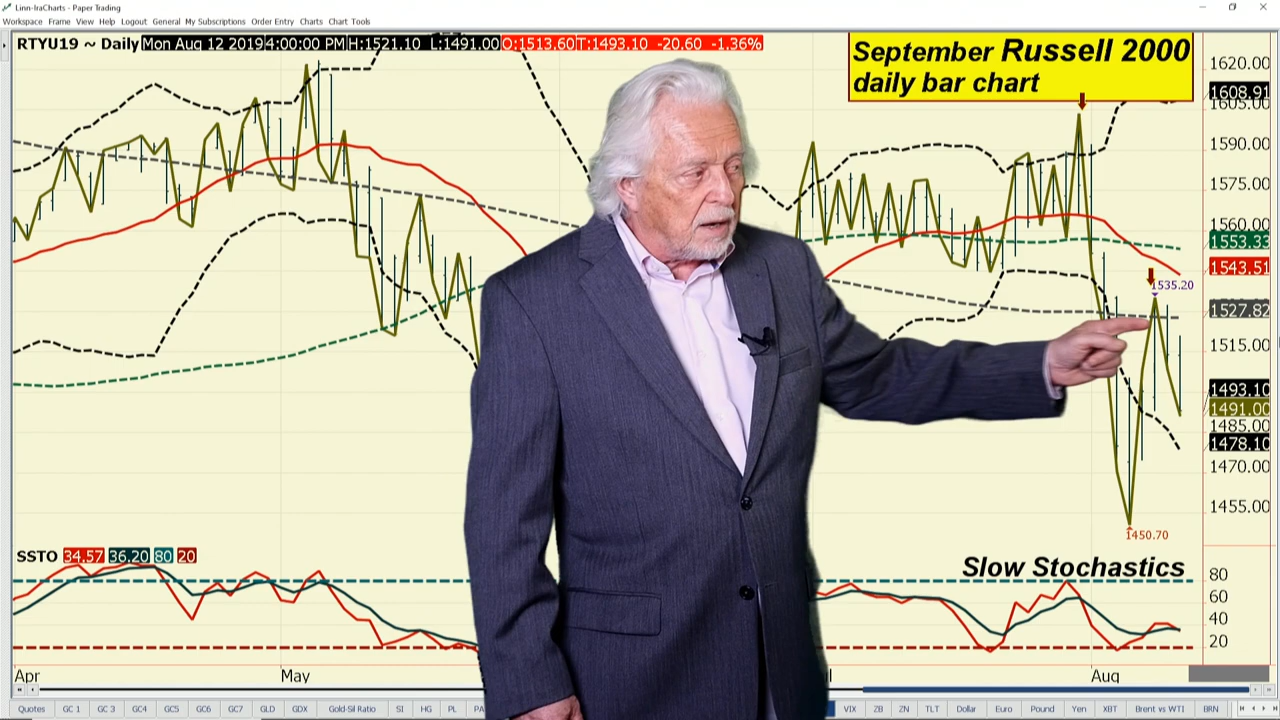 Linn-IraCharts - Paper Trading
Workspace Frame View Help Logout General My Subscriptions Order Entry Charts Chart Tools
RTYU19 ~ Daily Mon Aug 12 2019 4:00:00 PM H:1521.10 L:1491.00 O:1513.60 T:1493.10 -20.60 -1.36%
September Russell 2000
daily bar chart
1620.00
1608.91
1605.00
1590.00
1575.00
1560.00
1553.33
1543.51
1535.20
1527.82
1515.00
1493.10
1491.00
1485.00
1478.10
1470.00
1455.00
1450.70
SSTO 34.57 36.20 80 20
Slow Stochastics
80
60
40
20
Apr May Aug
Quotes GC 1 GC 3 GC4 GC5 GC6 GC7 GLD GDX Gold-Sil Ratio SI HG PL PA VIX ZB ZN TLT Dollar Euro Pound Yen XBT Brent vs WTI BRN